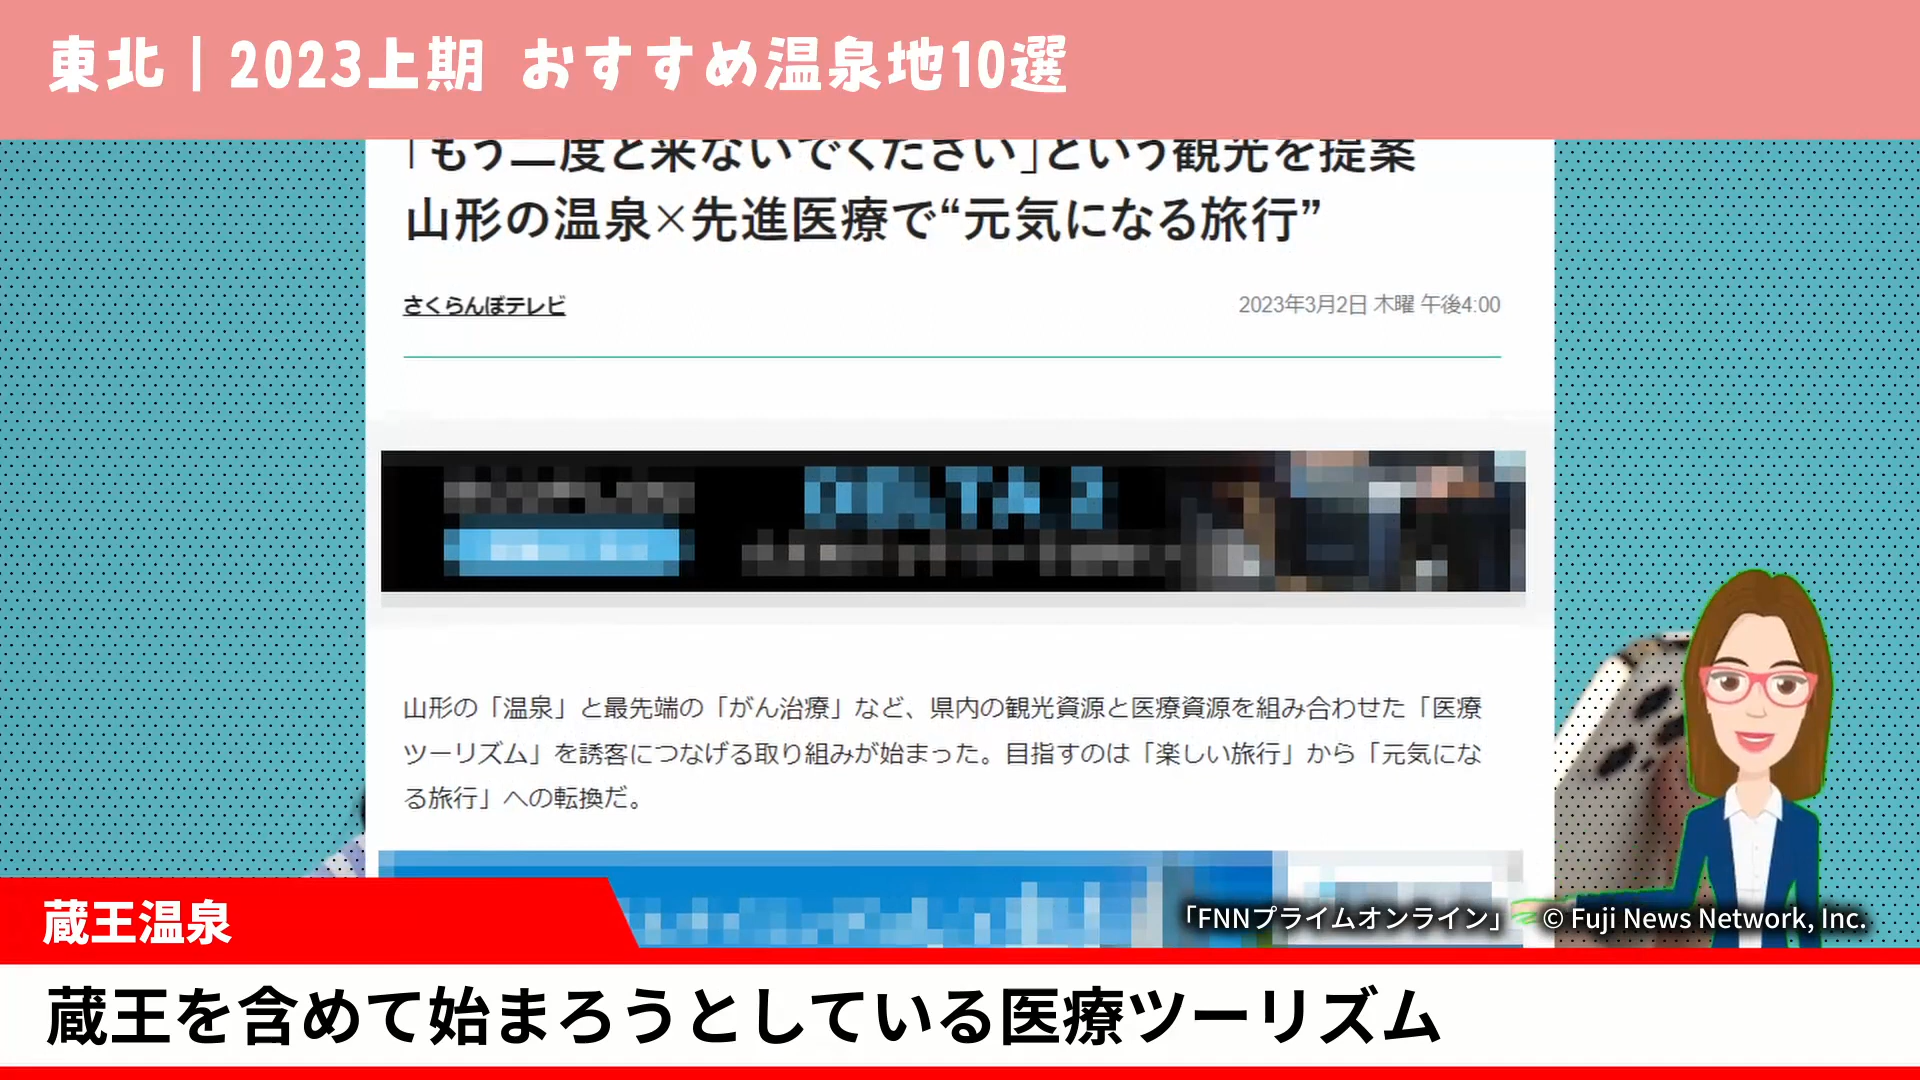 東北｜2023上期 おすすめ温泉地10選
「もう二度と来ないでください」という観光を提案
山形の温泉×先進医療で“元気になる旅行”
さくらんぼテレビ
2023年3月2日 木曜 午後4:00
山形の「温泉」と最先端の「がん治療」など、県内の観光資源と医療資源を組み合わせた「医療
ツーリズム」を誘客につなげる取り組みが始まった。目指すのは「楽しい旅行」から「元気にな
る旅行」への転換だ。
蔵王温泉
「FNNプライムオンライン」 © Fuji News Network, Inc.
蔵王を含めて始まろうとしている医療ツーリズム